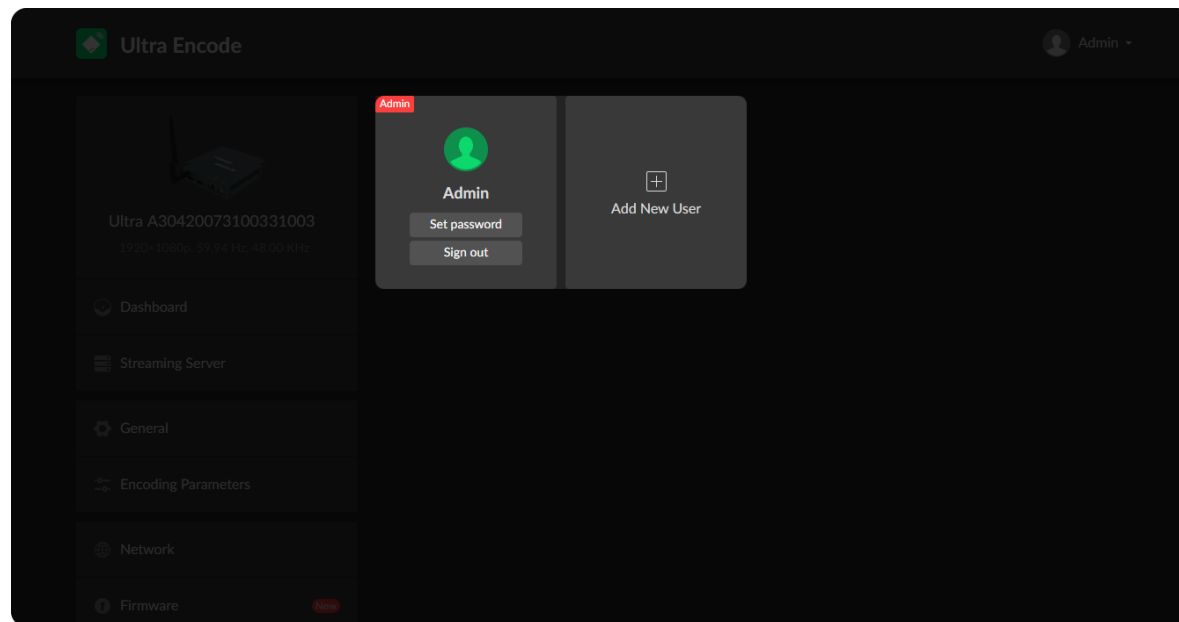 Ultra Encode
Admin
Ultra A30420073100331003
1920×1080p, 59.94 Hz, 48.00 KHz
Dashboard
Streaming Server
General
Encoding Parameters
Network
Firmware
New
Admin
Admin
Set password
Sign out
Add New User